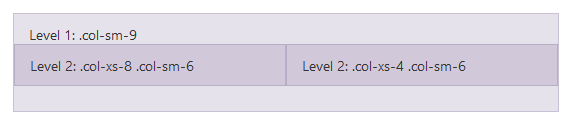 Level 1: .col-sm-9
Level 2: .col-xs-8 .col-sm-6
Level 2: .col-xs-4 .col-sm-6